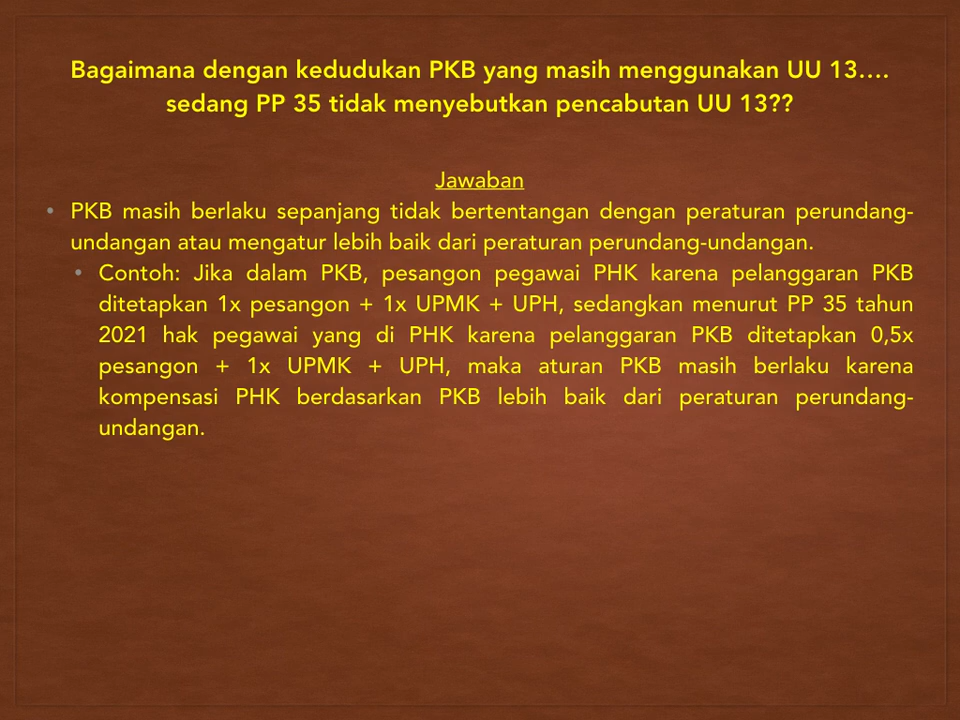 Bagaimana dengan kedudukan PKB yang masih menggunakan UU 13….
sedang PP 35 tidak menyebutkan pencabutan UU 13??
Jawaban
• PKB masih berlaku sepanjang tidak bertentangan dengan peraturan perundang-
undangan atau mengatur lebih baik dari peraturan perundang-undangan.
• Contoh: Jika dalam PKB, pesangon pegawai PHK karena pelanggaran PKB
ditetapkan 1x pesangon + 1x UPMK + UPH, sedangkan menurut PP 35 tahun
2021 hak pegawai yang di PHK karena pelanggaran PKB ditetapkan 0,5x
pesangon + 1x UPMK + UPH, maka aturan PKB masih berlaku karena
kompensasi PHK berdasarkan PKB lebih baik dari peraturan perundang-
undangan.